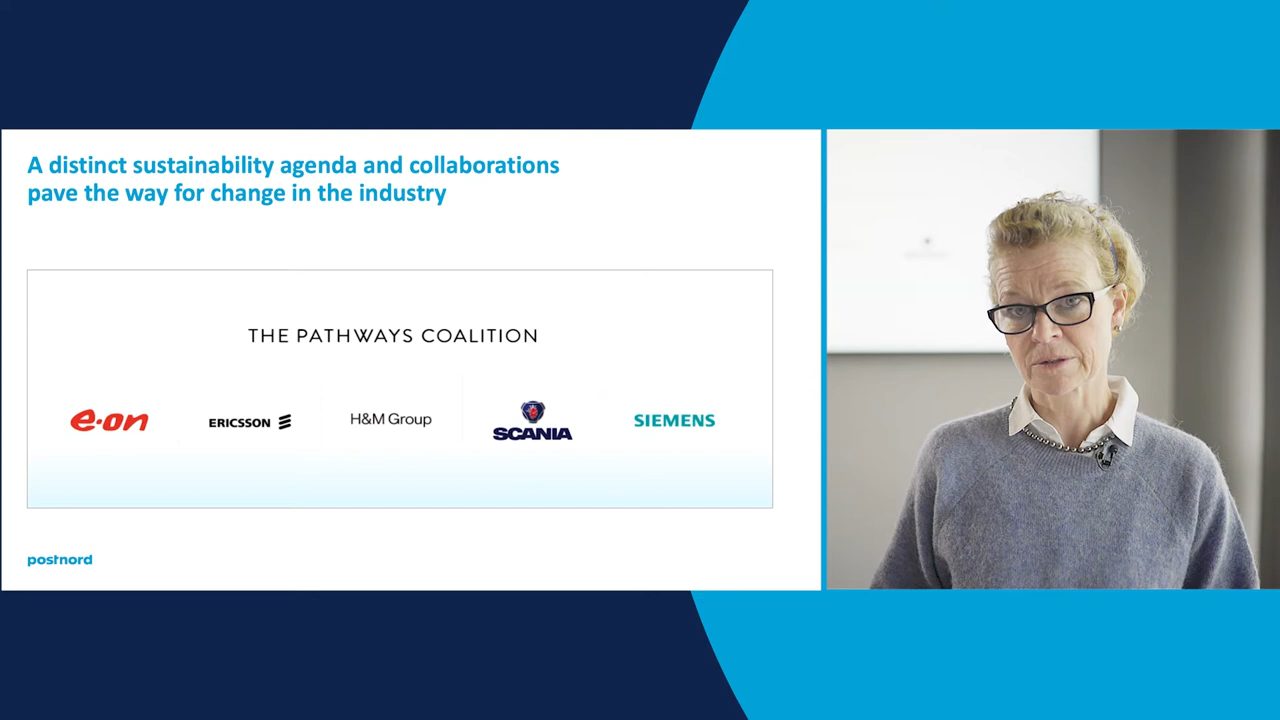 A distinct sustainability agenda and collaborations
pave the way for change in the industry
THE PATHWAYS COALITION
e·on
ERICSSON
H&M Group
SCANIA
SIEMENS
postnord